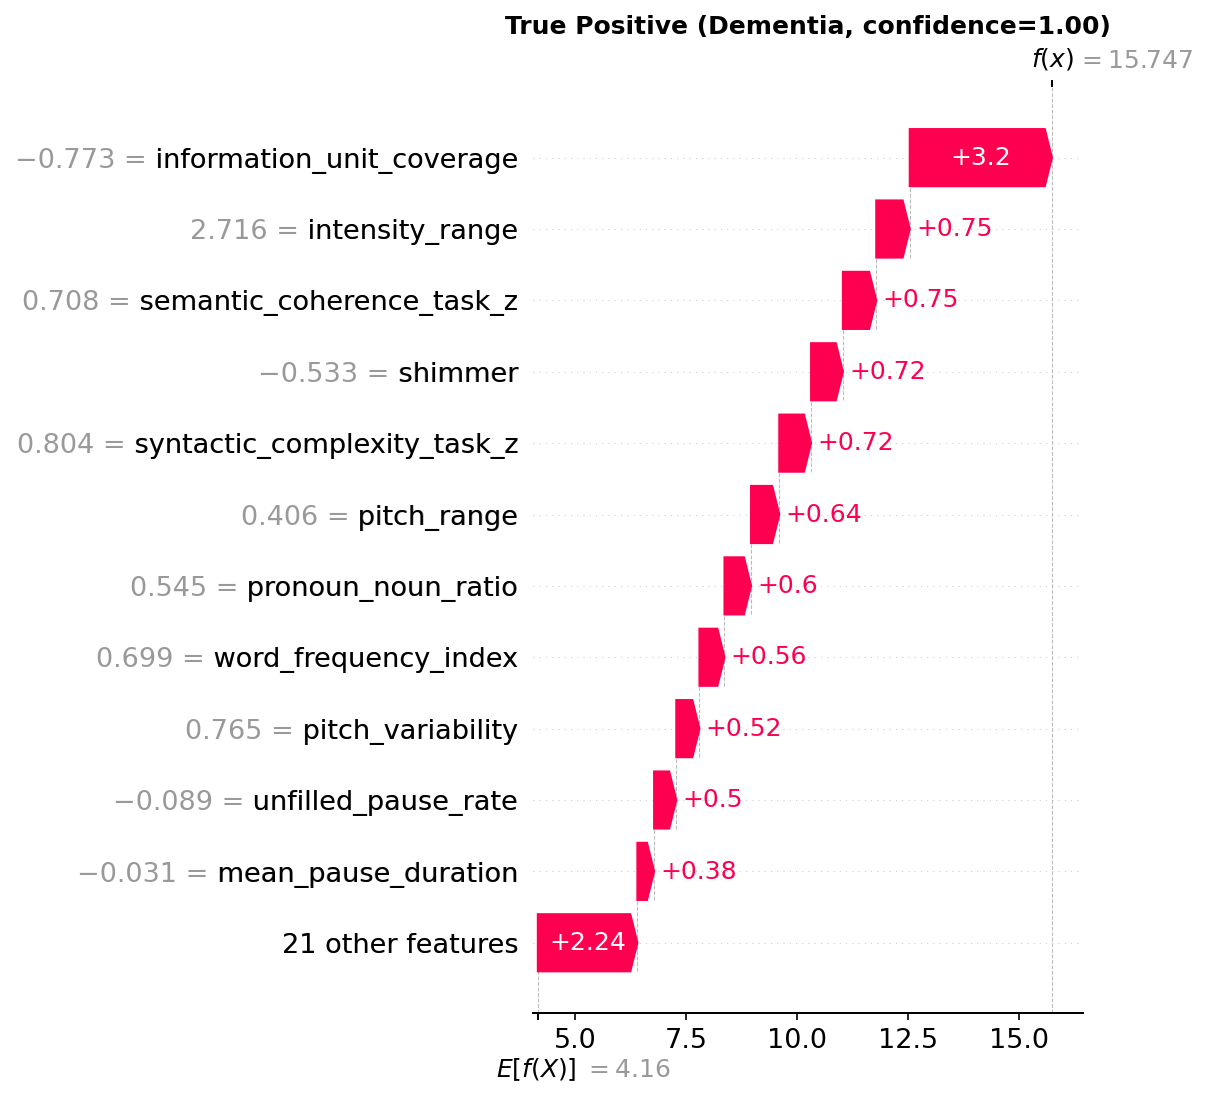 True Positive (Dementia, confidence=1.00)
f(x) = 15.747
−0.773 = information_unit_coverage +3.2
2.716 = intensity_range +0.75
0.708 = semantic_coherence_task_z +0.75
−0.533 = shimmer +0.72
0.804 = syntactic_complexity_task_z +0.72
0.406 = pitch_range +0.64
0.545 = pronoun_noun_ratio +0.6
0.699 = word_frequency_index +0.56
0.765 = pitch_variability +0.52
−0.089 = unfilled_pause_rate +0.5
−0.031 = mean_pause_duration +0.38
21 other features +2.24
5.0 7.5 10.0 12.5 15.0
E[f(X)] = 4.16